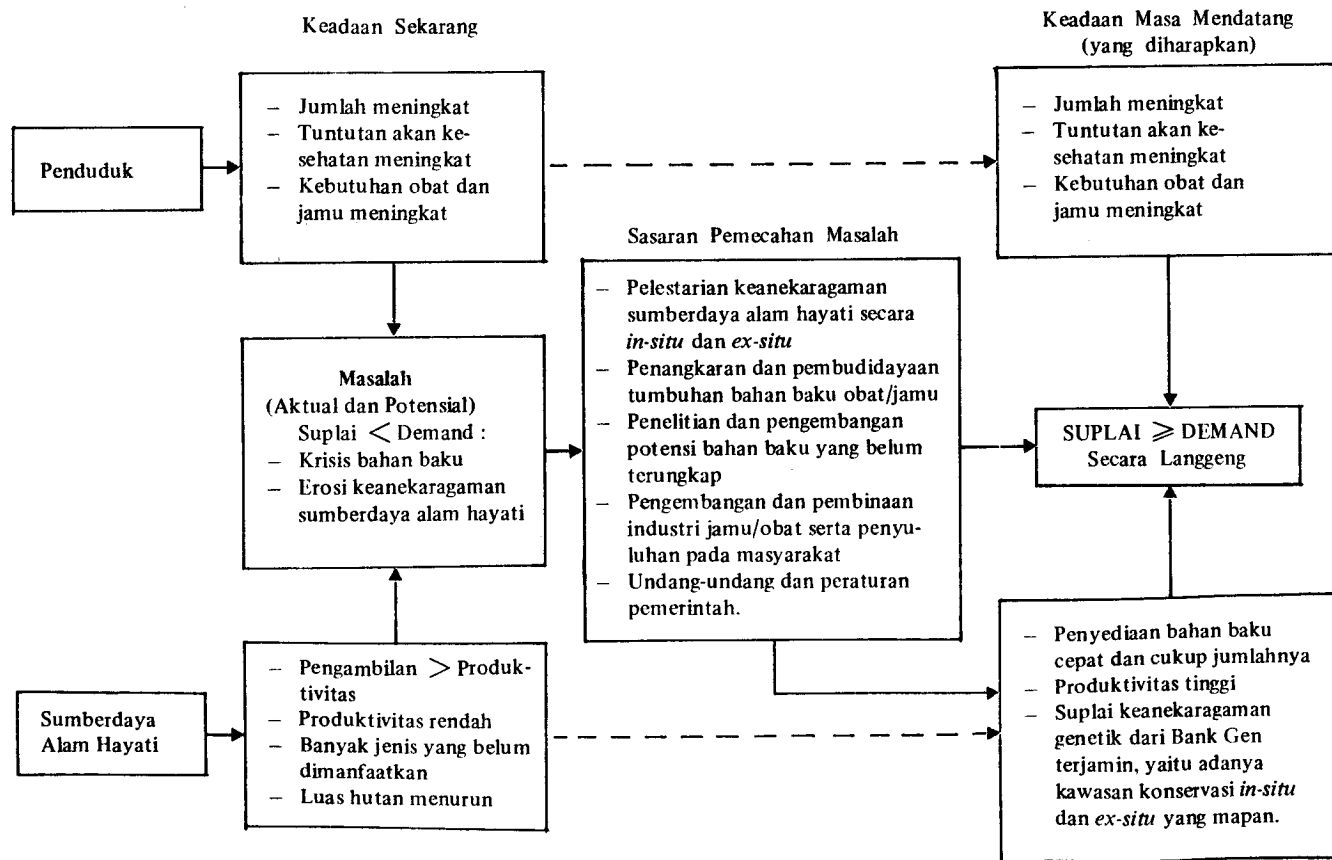 Keadaan Sekarang
Keadaan Masa Mendatang
(yang diharapkan)
Penduduk
– Jumlah meningkat
– Tuntutan akan ke-
sehatan meningkat
– Kebutuhan obat dan
jamu meningkat
– Jumlah meningkat
– Tuntutan akan ke-
sehatan meningkat
– Kebutuhan obat dan
jamu meningkat
Masalah
(Aktual dan Potensial)
Suplai < Demand :
– Krisis bahan baku
– Erosi keanekaragaman
sumberdaya alam hayati
Sasaran Pemecahan Masalah
– Pelestarian keanekaragaman
sumberdaya alam hayati secara
in-situ dan ex-situ
– Penangkaran dan pembudidayaan
tumbuhan bahan baku obat/jamu
– Penelitian dan pengembangan
potensi bahan baku yang belum
terungkap
– Pengembangan dan pembinaan
industri jamu/obat serta penyu-
luhan pada masyarakat
– Undang-undang dan peraturan
pemerintah.
SUPLAI ⩾ DEMAND
Secara Langgeng
Sumberdaya
Alam Hayati
– Pengambilan > Produk-
tivitas
– Produktivitas rendah
– Banyak jenis yang belum
dimanfaatkan
– Luas hutan menurun
– Penyediaan bahan baku
cepat dan cukup jumlahnya
– Produktivitas tinggi
– Suplai keanekaragaman
genetik dari Bank Gen
terjamin, yaitu adanya
kawasan konservasi in-situ
dan ex-situ yang mapan.